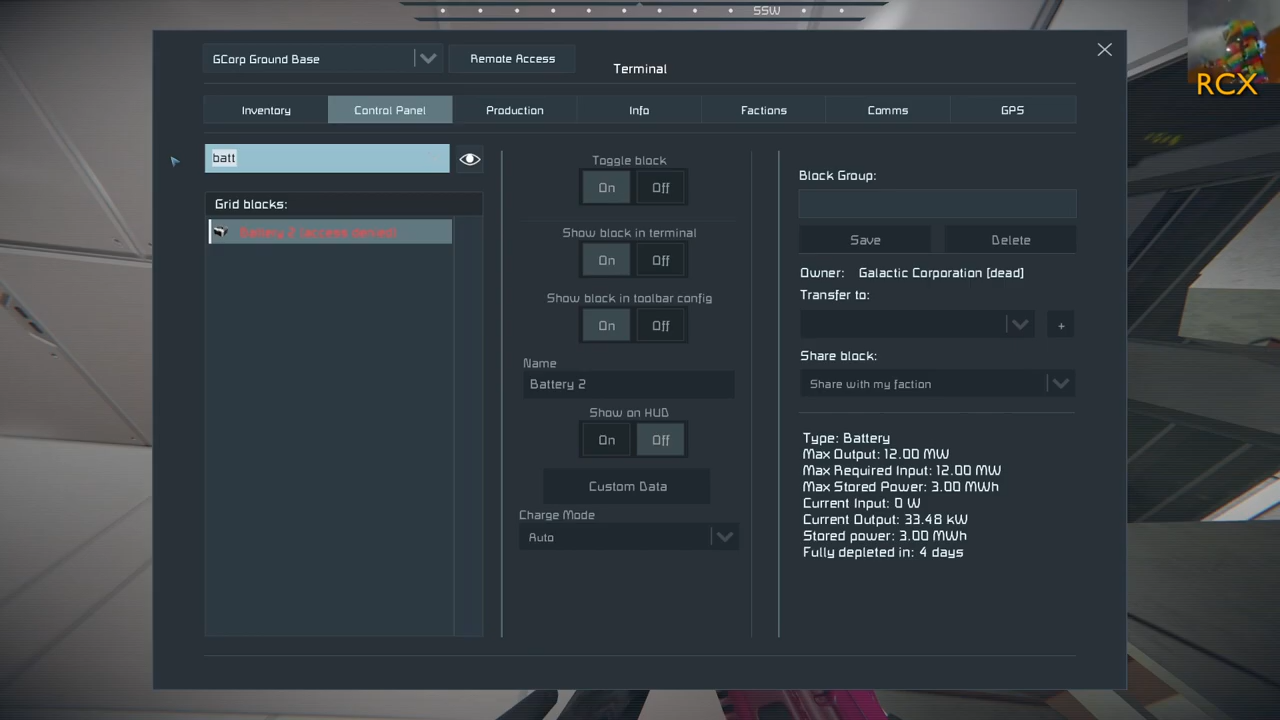 SSW
GCorp Ground Base
Remote Access
Terminal
RCX
Inventory
Control Panel
Production
Info
Factions
Comms
GPS
batt
Grid blocks:
Battery 2 (access denied)
Toggle block
On
Off
Show block in terminal
On
Off
Show block in toolbar config
On
Off
Name
Battery 2
Show on HUD
On
Off
Custom Data
Charge Mode
Auto
Block Group:
Save
Delete
Owner: Galactic Corporation [dead]
Transfer to:
+
Share block:
Share with my faction
Type: Battery
Max Output: 12.00 MW
Max Required Input: 12.00 MW
Max Stored Power: 3.00 MWh
Current Input: 0 W
Current Output: 33.48 kW
Stored power: 3.00 MWh
Fully depleted in: 4 days